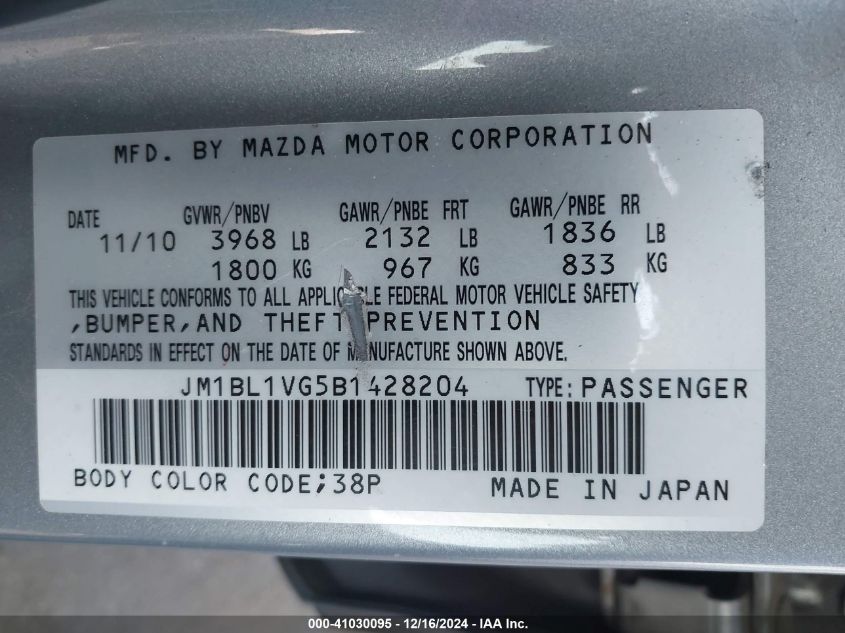 MFD. BY MAZDA MOTOR CORPORATION
DATE GVWR/PNBV GAWR/PNBE FRT GAWR/PNBE RR
11/10 3968 LB 2132 LB 1836 LB
1800 KG 967 KG 833 KG
THIS VEHICLE CONFORMS TO ALL APPLICABLE FEDERAL MOTOR VEHICLE SAFETY
,BUMPER,AND THEFT PREVENTION
STANDARDS IN EFFECT ON THE DATE OF MANUFACTURE SHOWN ABOVE.
JM1BL1VG5B1428204 TYPE:PASSENGER
BODY COLOR CODE;38P MADE IN JAPAN
000-41030095 - 12/16/2024 - IAA Inc.